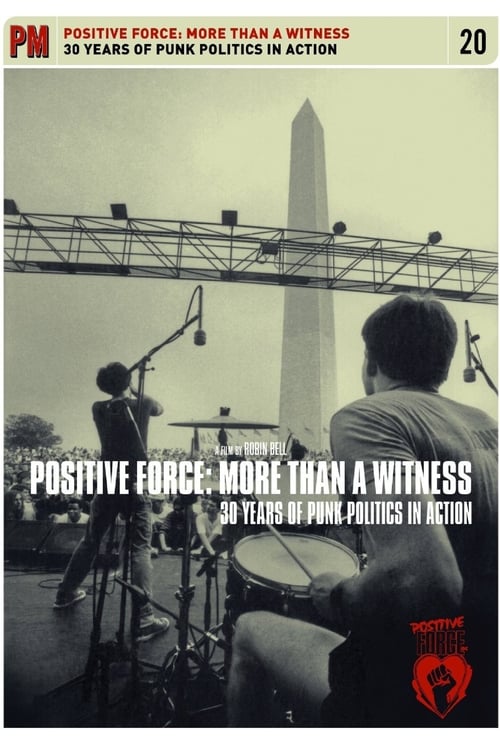 PM
POSITIVE FORCE: MORE THAN A WITNESS
30 YEARS OF PUNK POLITICS IN ACTION
20
A FILM BY ROBIN BELL
POSITIVE FORCE: MORE THAN A WITNESS
30 YEARS OF PUNK POLITICS IN ACTION
POSITIVE
FORCE